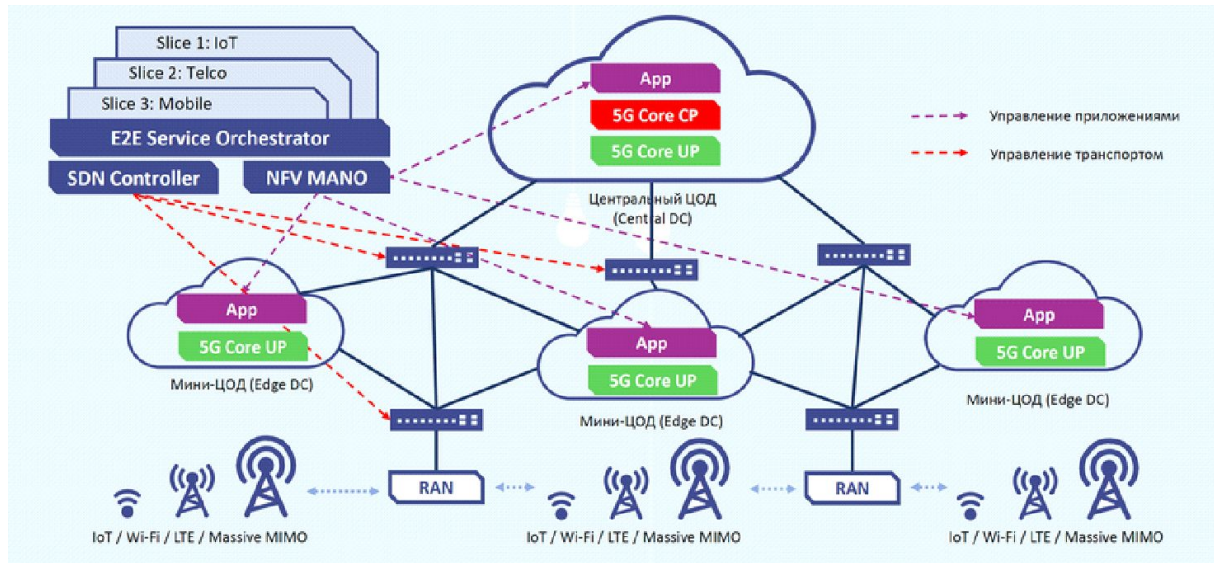 Slice 1: IoT
Slice 2: Telco
Slice 3: Mobile
E2E Service Orchestrator
SDN Controller
NFV MANO
App
5G Core CP
5G Core UP
Центральный ЦОД
(Central DC)
Управление приложениями
Управление транспортом
App
5G Core UP
Мини-ЦОД (Edge DC)
App
5G Core UP
Мини-ЦОД (Edge DC)
App
5G Core UP
Мини-ЦОД (Edge DC)
RAN
RAN
IoT / Wi-Fi / LTE / Massive MIMO
IoT / Wi-Fi / LTE / Massive MIMO
IoT / Wi-Fi / LTE / Massive MIMO